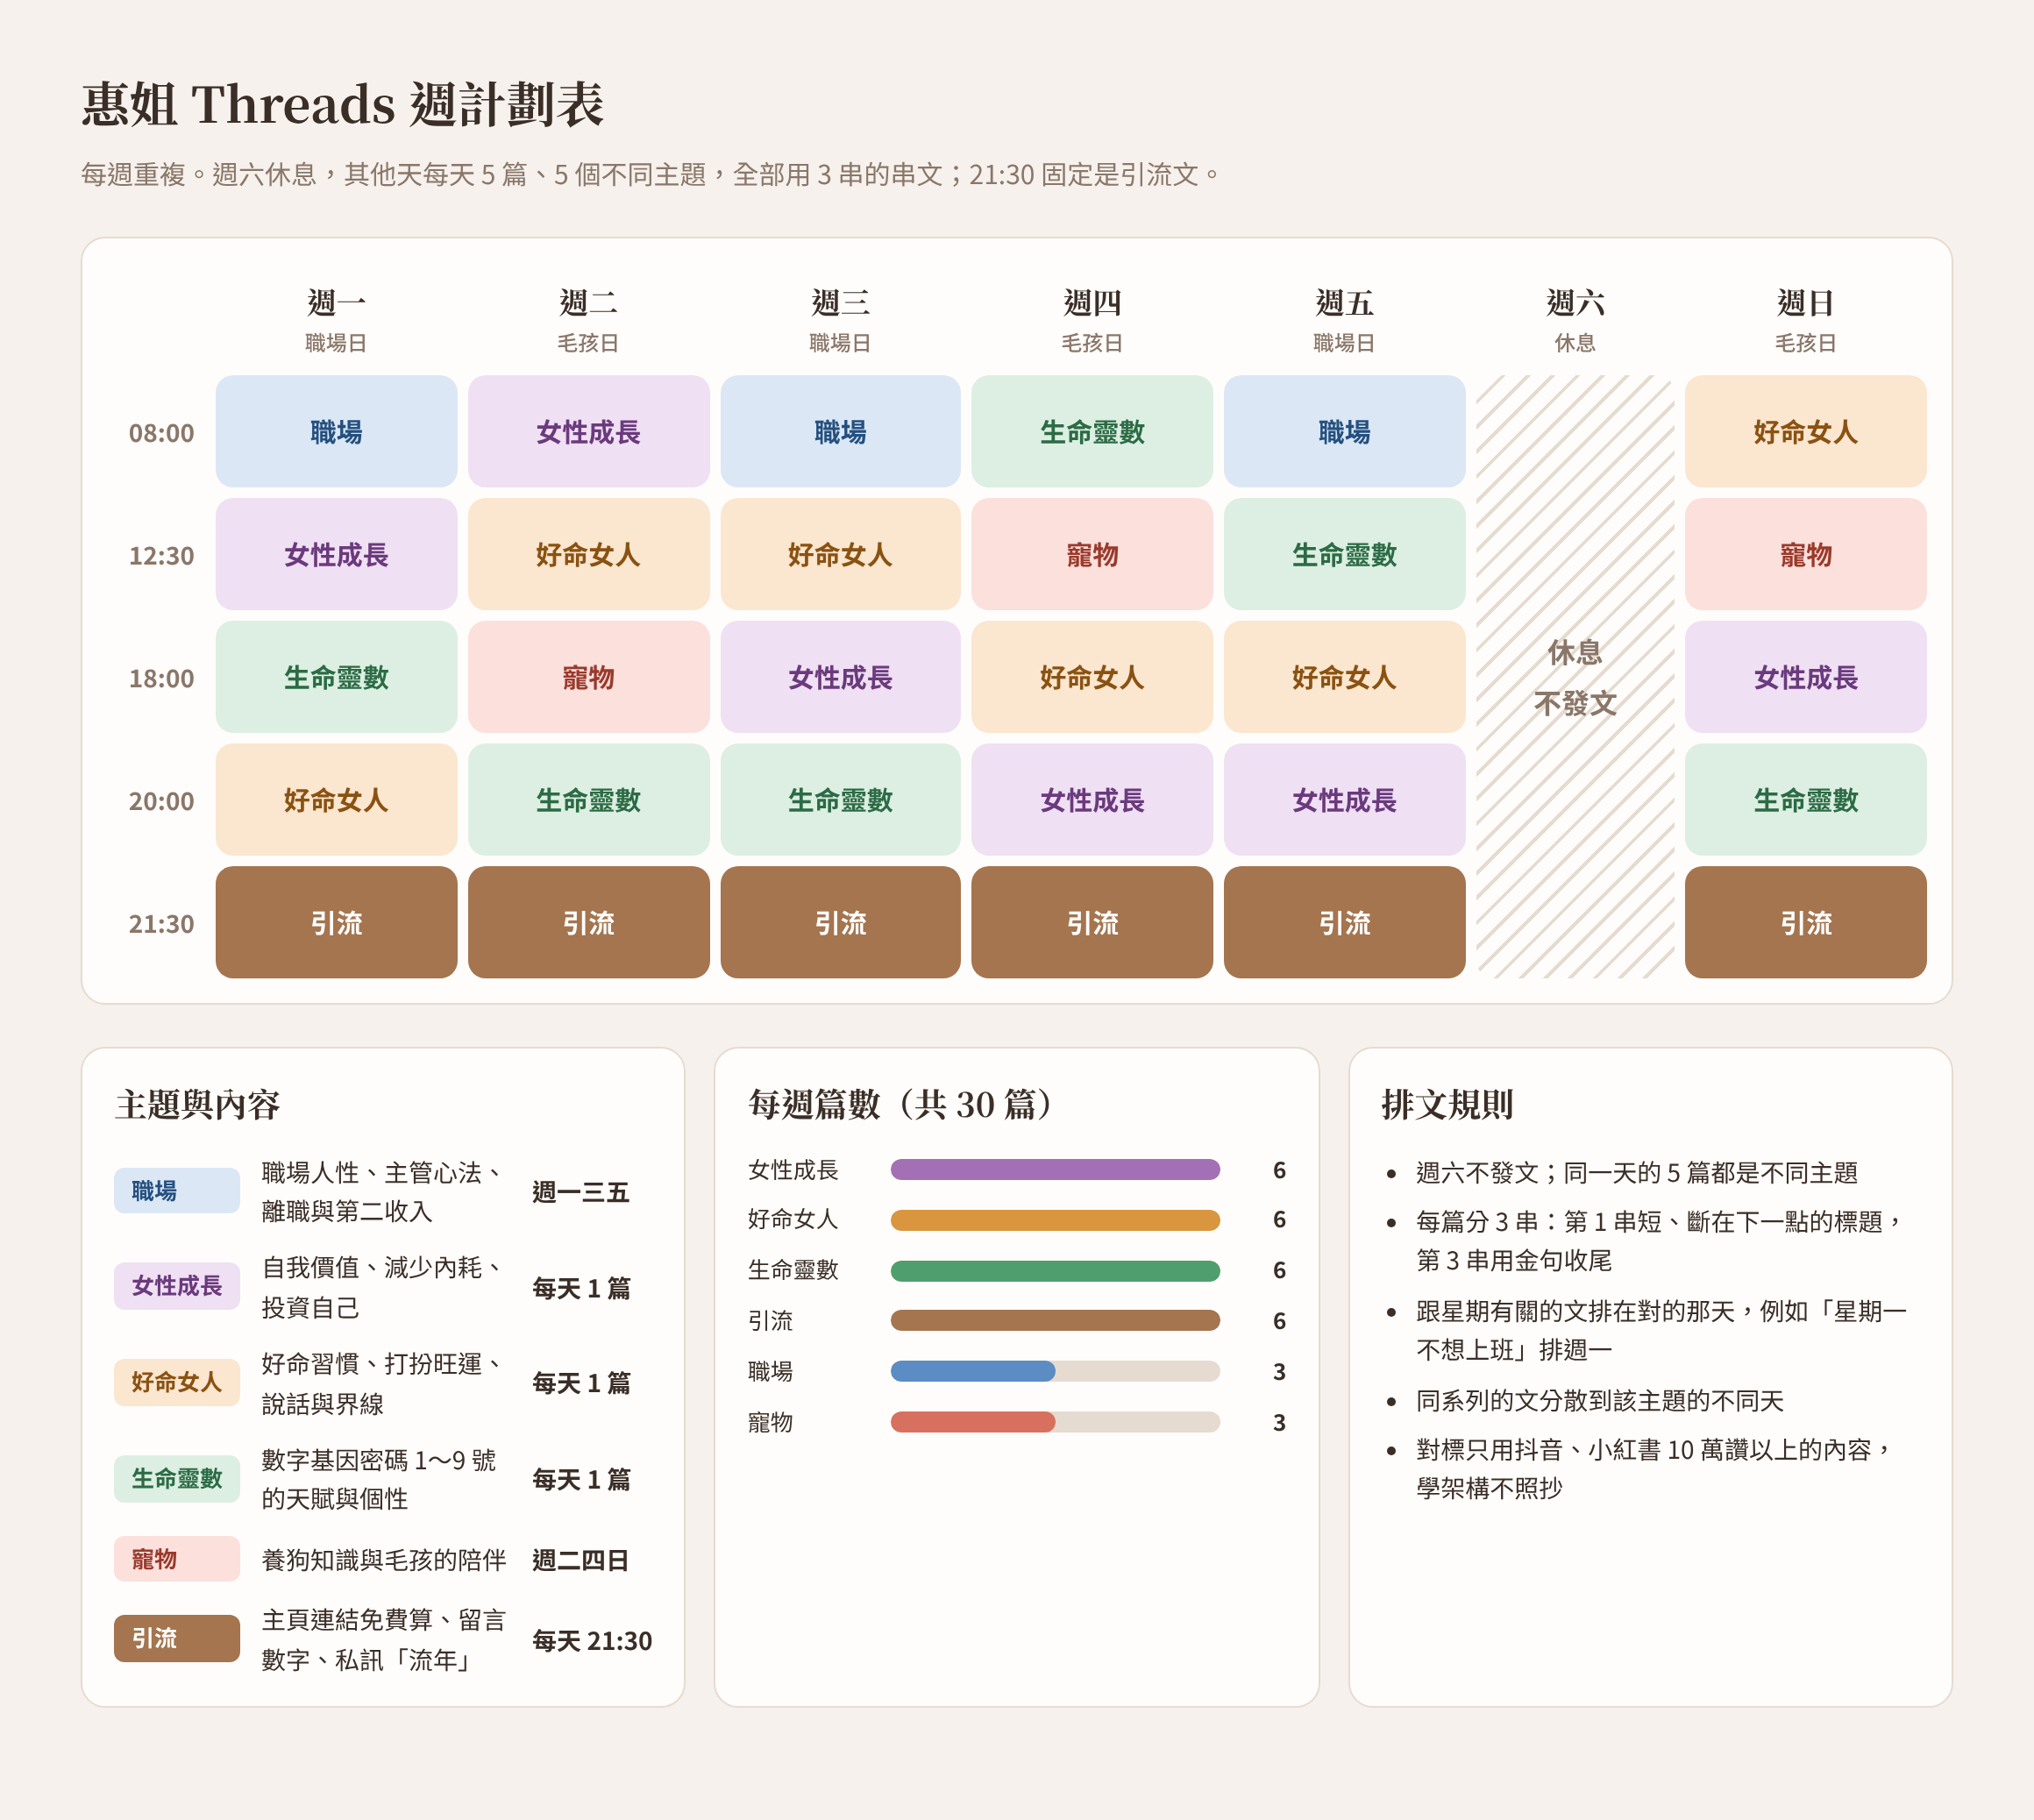 惠姐 Threads 週計劃表
每週重複。週六休息，其他天每天 5 篇、5 個不同主題，全部用 3 串的串文；21:30 固定是引流文。
週一 週二 週三 週四 週五 週六 週日
職場日 毛孩日 職場日 毛孩日 職場日 休息 毛孩日
08:00 職場 女性成長 職場 生命靈數 職場 好命女人
12:30 女性成長 好命女人 好命女人 寵物 生命靈數 寵物
18:00 生命靈數 寵物 女性成長 好命女人 好命女人 女性成長
休息
不發文
20:00 好命女人 生命靈數 生命靈數 女性成長 女性成長 生命靈數
21:30 引流 引流 引流 引流 引流 引流
主題與內容
職場 職場人性、主管心法、 週一三五
離職與第二收入
女性成長 自我價值、減少內耗、 每天 1 篇
投資自己
好命女人 好命習慣、打扮旺運、 每天 1 篇
說話與界線
生命靈數 數字基因密碼 1～9 號 每天 1 篇
的天賦與個性
寵物 養狗知識與毛孩的陪伴 週二四日
引流 主頁連結免費算、留言 每天 21:30
數字、私訊「流年」
每週篇數（共 30 篇）
女性成長 6
好命女人 6
生命靈數 6
引流 6
職場 3
寵物 3
排文規則
• 週六不發文；同一天的 5 篇都是不同主題
• 每篇分 3 串：第 1 串短、斷在下一點的標題，
第 3 串用金句收尾
• 跟星期有關的文排在對的那天，例如「星期一
不想上班」排週一
• 同系列的文分散到該主題的不同天
• 對標只用抖音、小紅書 10 萬讚以上的內容，
學架構不照抄